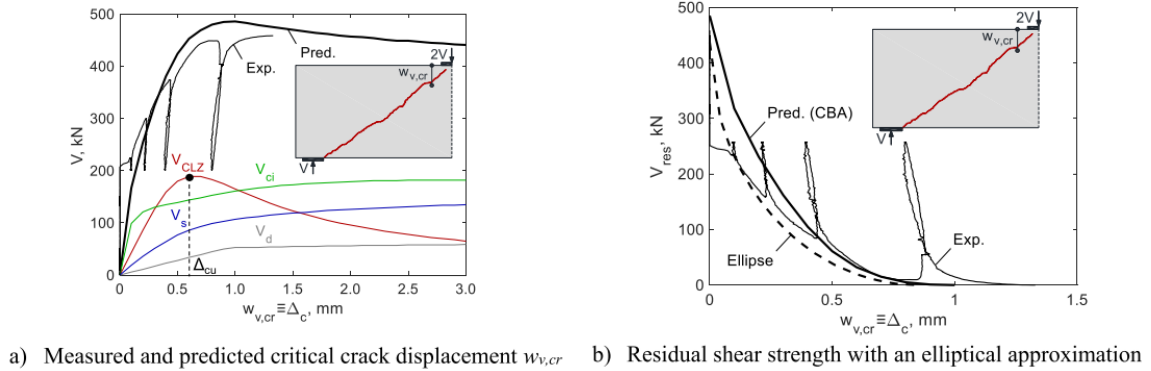 500
400
300
200
100
0
V, kN
Pred.
Exp.
2V
w_v,cr
V
V_CLZ
V_ci
V_s
V_d
Δ_cu
0 0.5 1.0 1.5 2.0 2.5 3.0
w_v,cr≡Δ_c, mm
a) Measured and predicted critical crack displacement w_v,cr
500
400
300
200
100
0
V_res, kN
2V
w_v,cr
V
Pred. (CBA)
Ellipse
Exp.
0 0.5 1.0 1.5
w_v,cr≡Δ_c, mm
b) Residual shear strength with an elliptical approximation